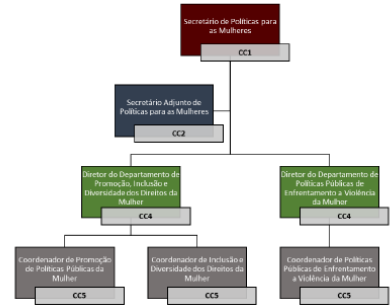 Secretário de Políticas para
as Mulheres
CC1
Secretário Adjunto de
Políticas para as Mulheres
CC2
Diretor do Departamento de
Promoção, Inclusão e
Diversidade dos Direitos da
Mulher
CC4
Diretor do Departamento de
Políticas Públicas de
Enfrentamento a Violência
da Mulher
CC4
Coordenador de Promoção
de Políticas Públicas da
Mulher
CC5
Coordenador de Inclusão e
Diversidade dos Direitos da
Mulher
CC5
Coordenador de Políticas
Públicas de Enfrentamento
a Violência da Mulher
CC5